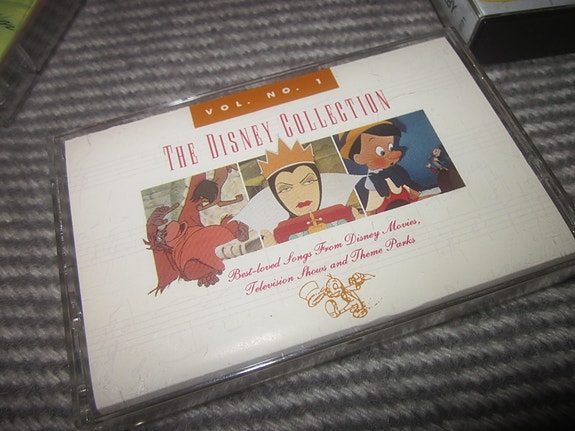 VOL. NO. 1
THE DISNEY COLLECTION
Best-loved Songs From Disney Movies,
Television Shows and Theme Parks